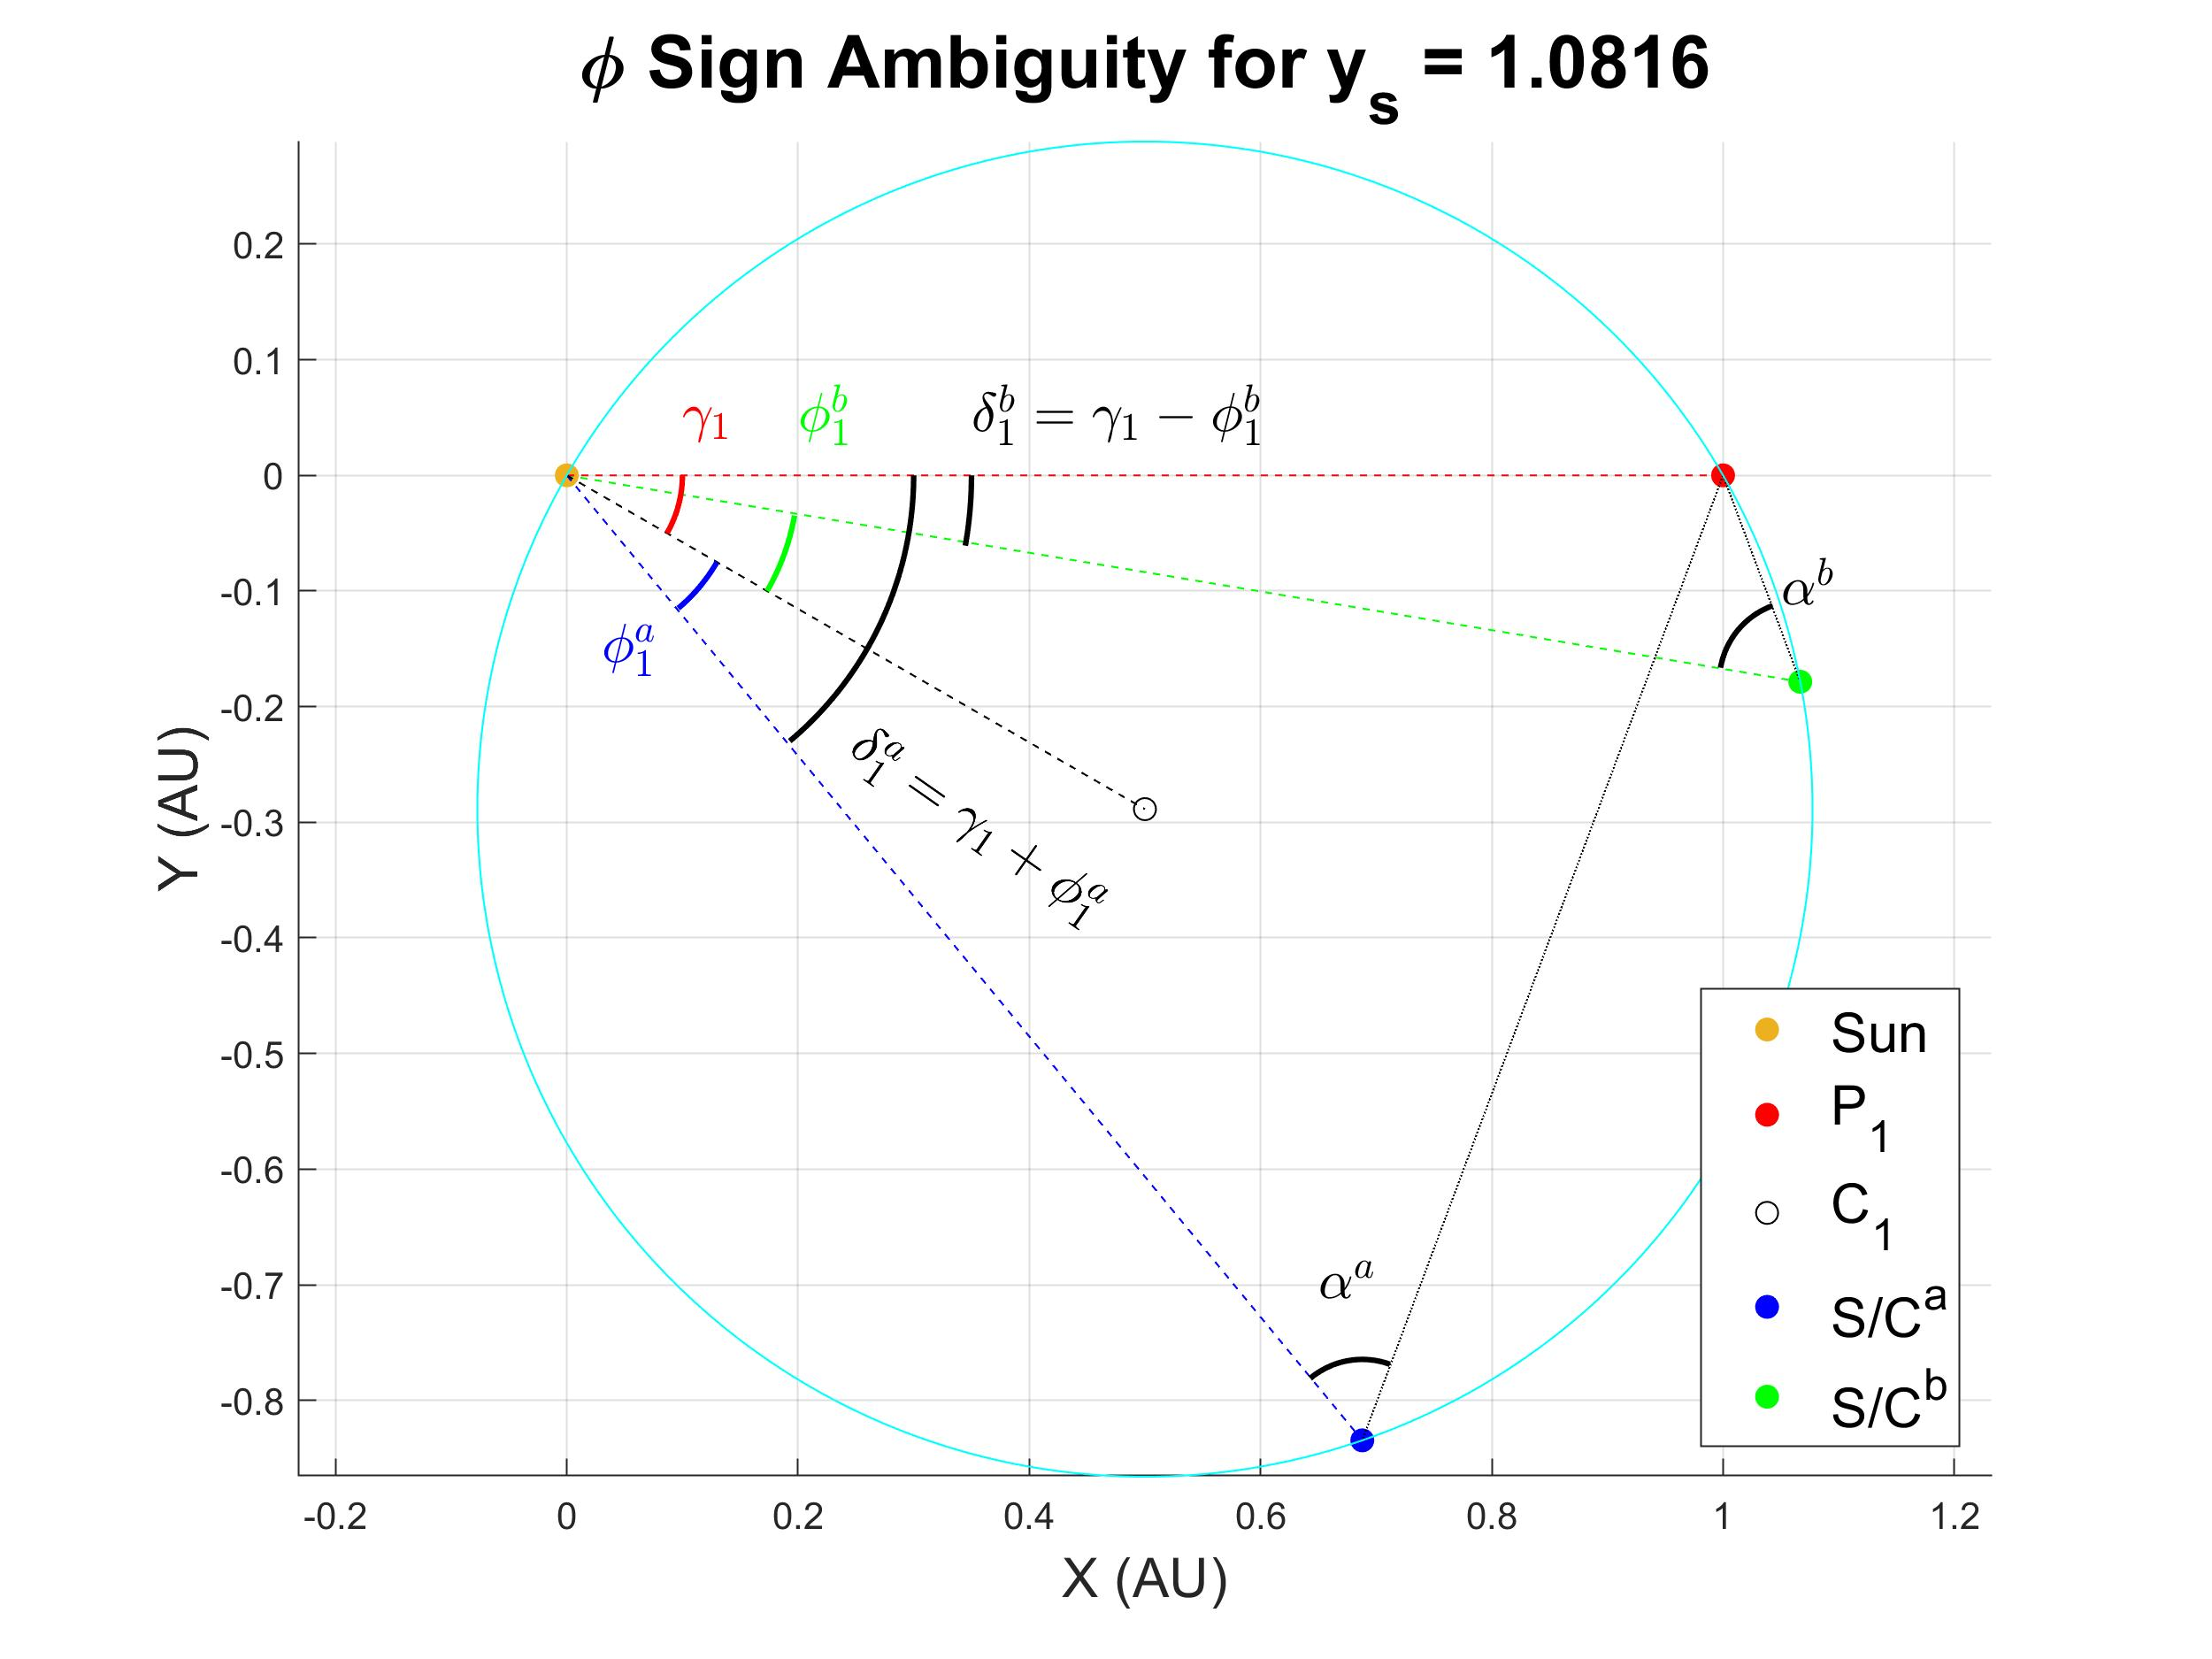 ϕ Sign Ambiguity for yₛ = 1.0816
0.2
0.1
0
-0.1
-0.2
-0.3
-0.4
-0.5
-0.6
-0.7
-0.8
Y (AU)
γ₁
ϕ₁ᵇ
δ₁ᵇ = γ₁ − ϕ₁ᵇ
αᵇ
ϕ₁ᵃ
δ₁ᵃ = γ₁ + ϕ₁ᵃ
αᵃ
Sun
P₁
C₁
S/Cᵃ
S/Cᵇ
-0.2 0 0.2 0.4 0.6 0.8 1 1.2
X (AU)